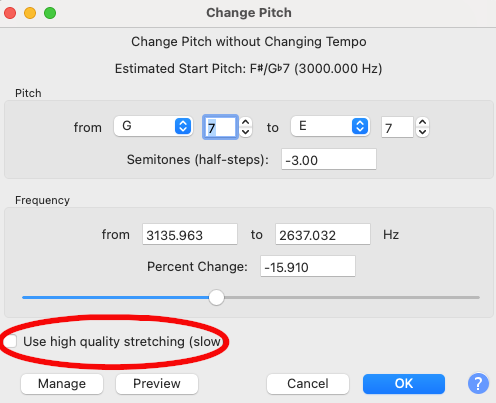 Change Pitch
Change Pitch without Changing Tempo
Estimated Start Pitch: F♯/G♭7 (3000.000 Hz)
Pitch
from G 7 to E 7
Semitones (half-steps): -3.00
Frequency
from 3135.963 to 2637.032 Hz
Percent Change: -15.910
Use high quality stretching (slow
Manage Preview Cancel OK ?